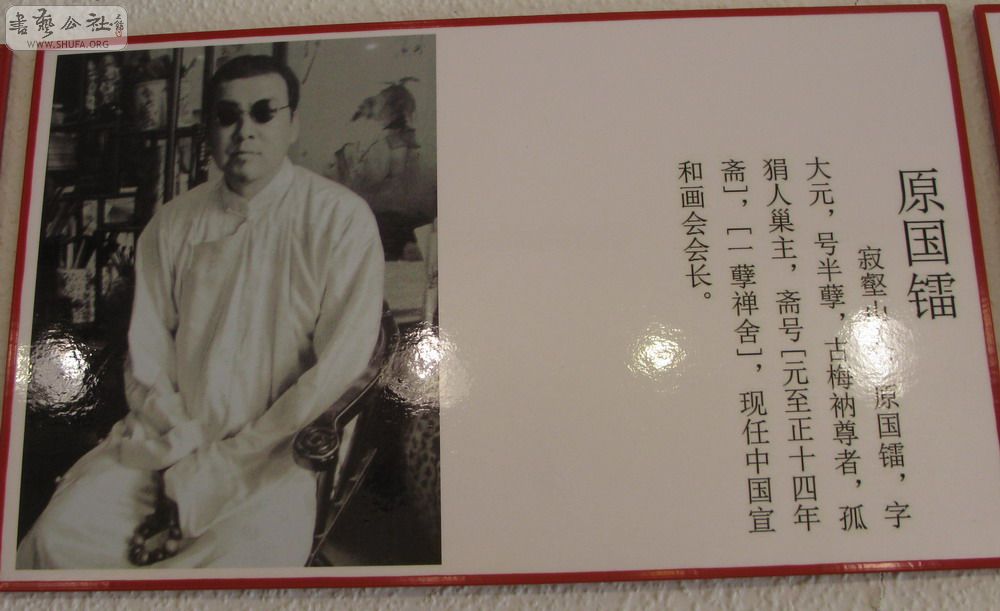 書藝公社
WWW.SHUFA.ORG
原国镭
寂壑山 原国镭，字
大元，号半孽，古梅衲尊者，孤
狷人巢主，斋号[元至正十四年
斋]，[一孽禅舍]，现任中国宣
和画会会长。